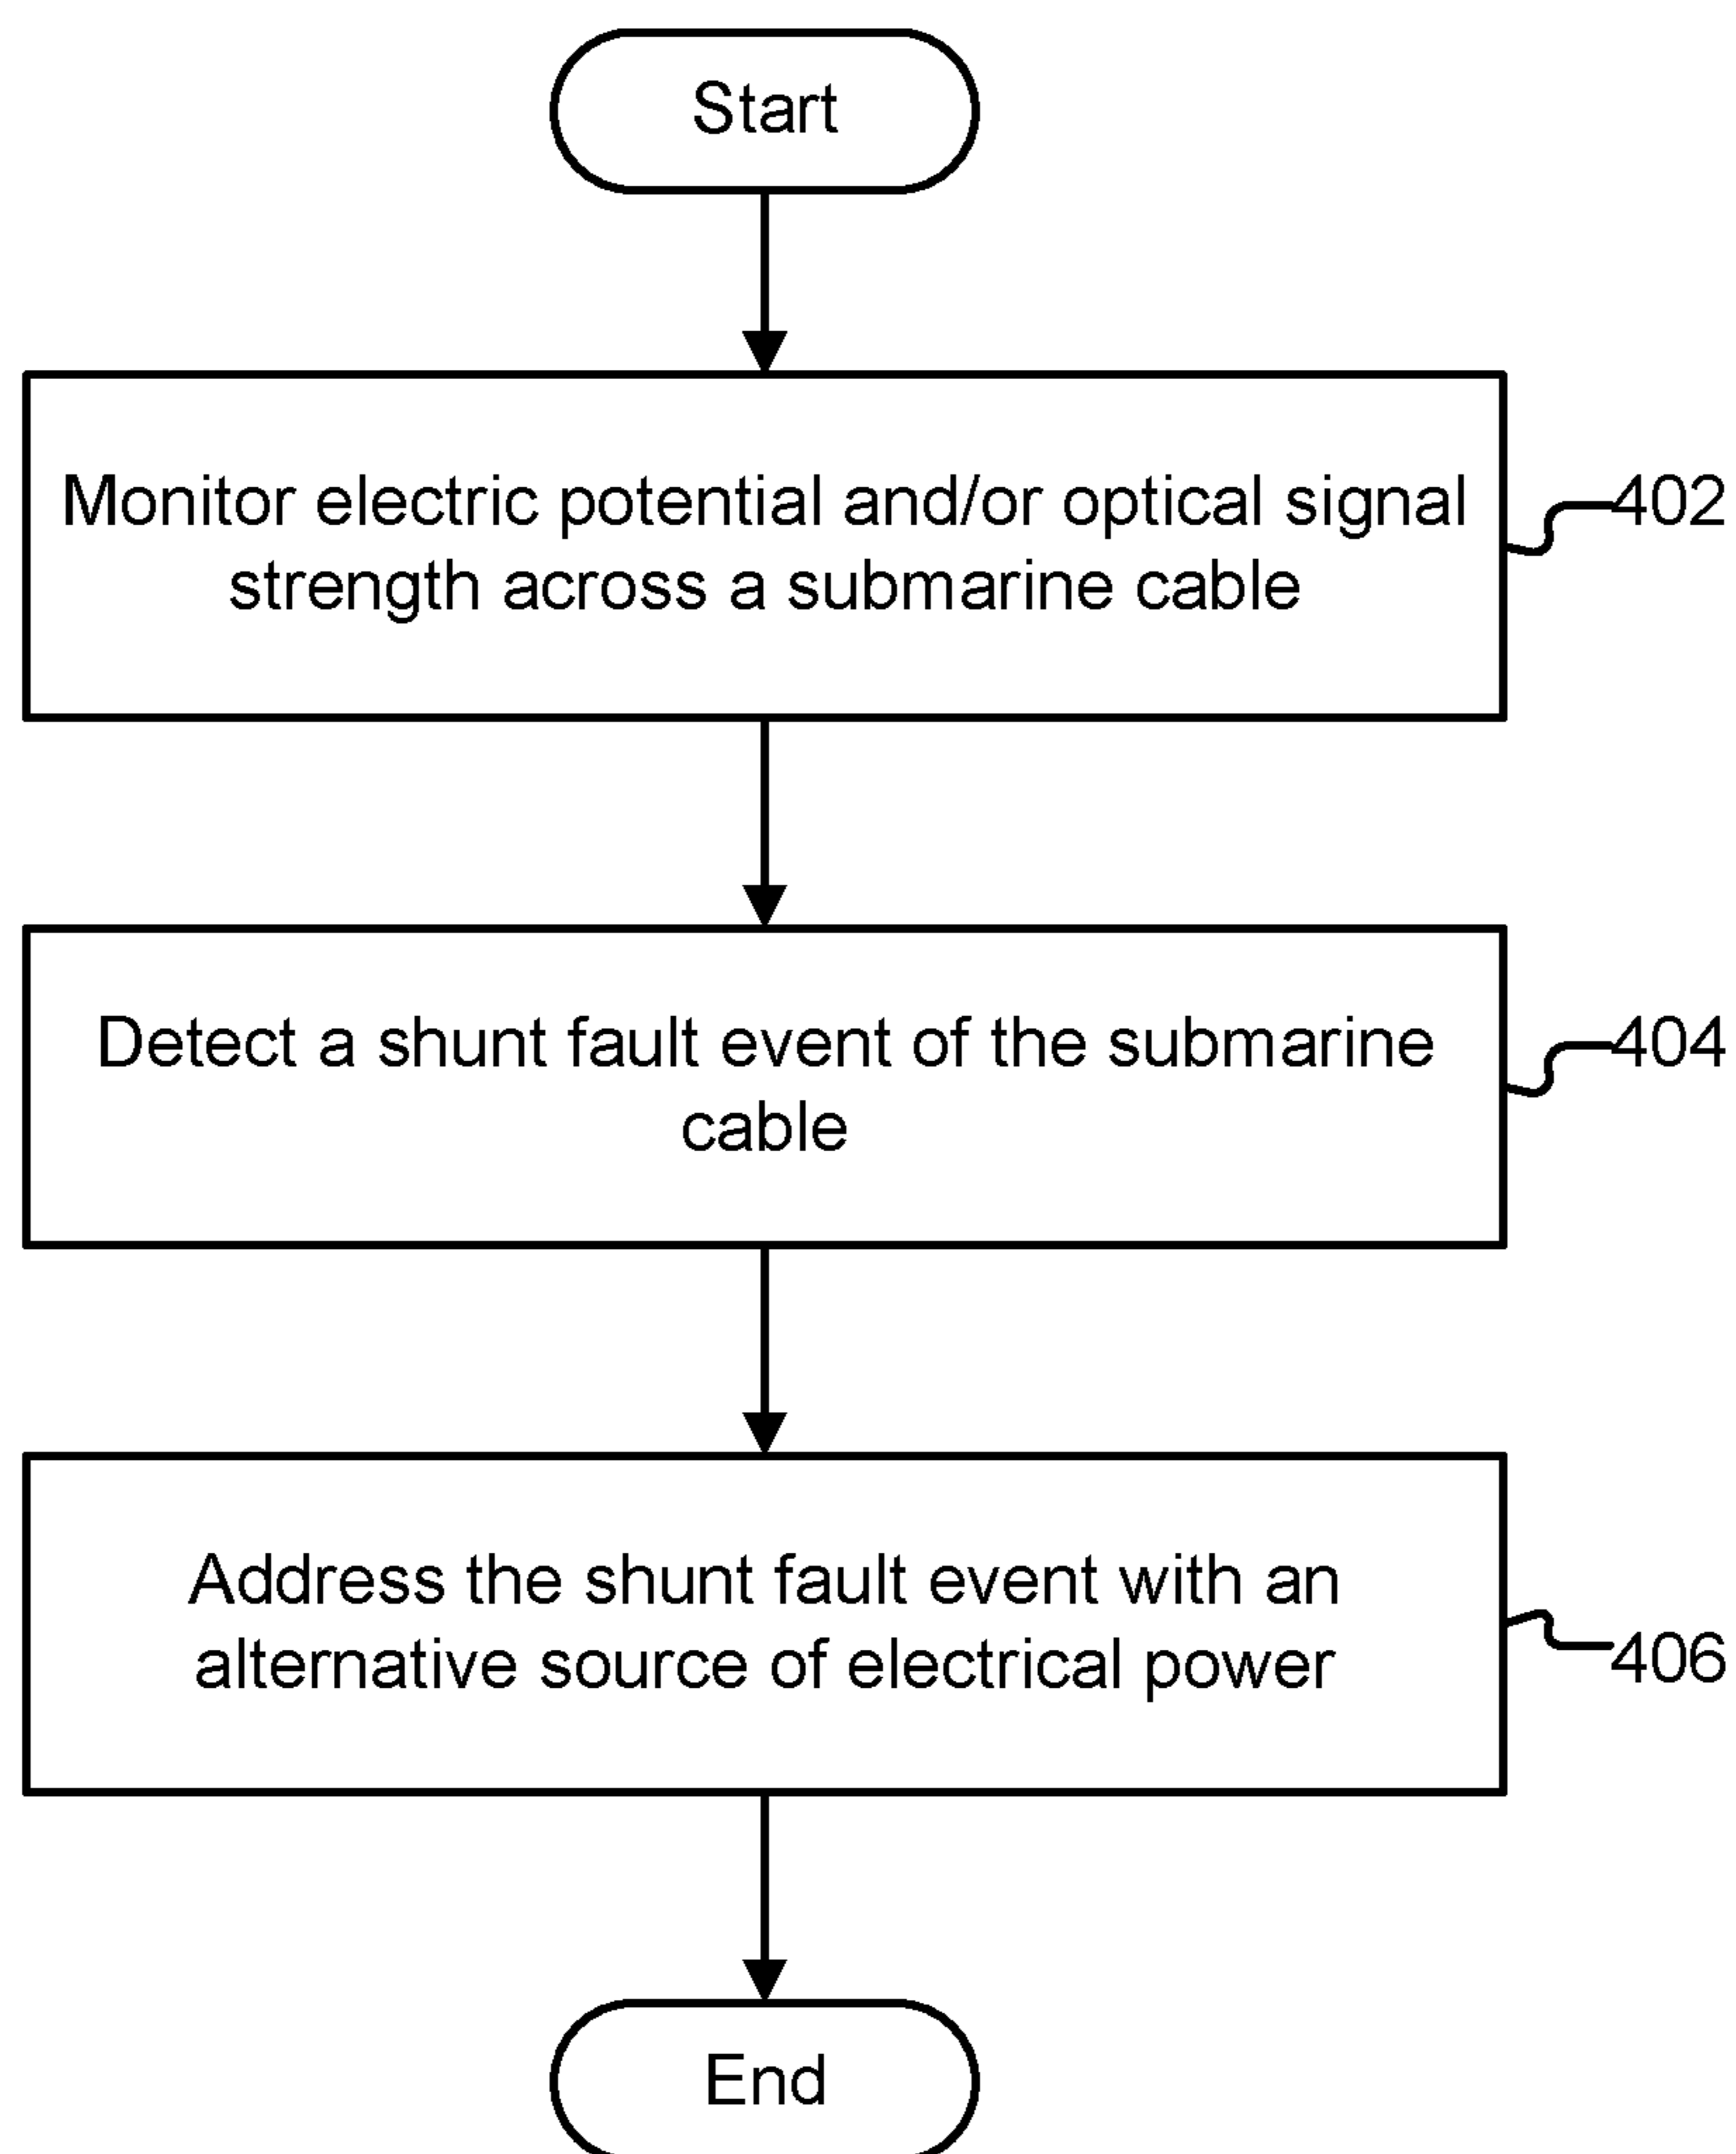 Start
Monitor electric potential and/or optical signal
strength across a submarine cable
402
Detect a shunt fault event of the submarine
cable
404
Address the shunt fault event with an
alternative source of electrical power
406
End